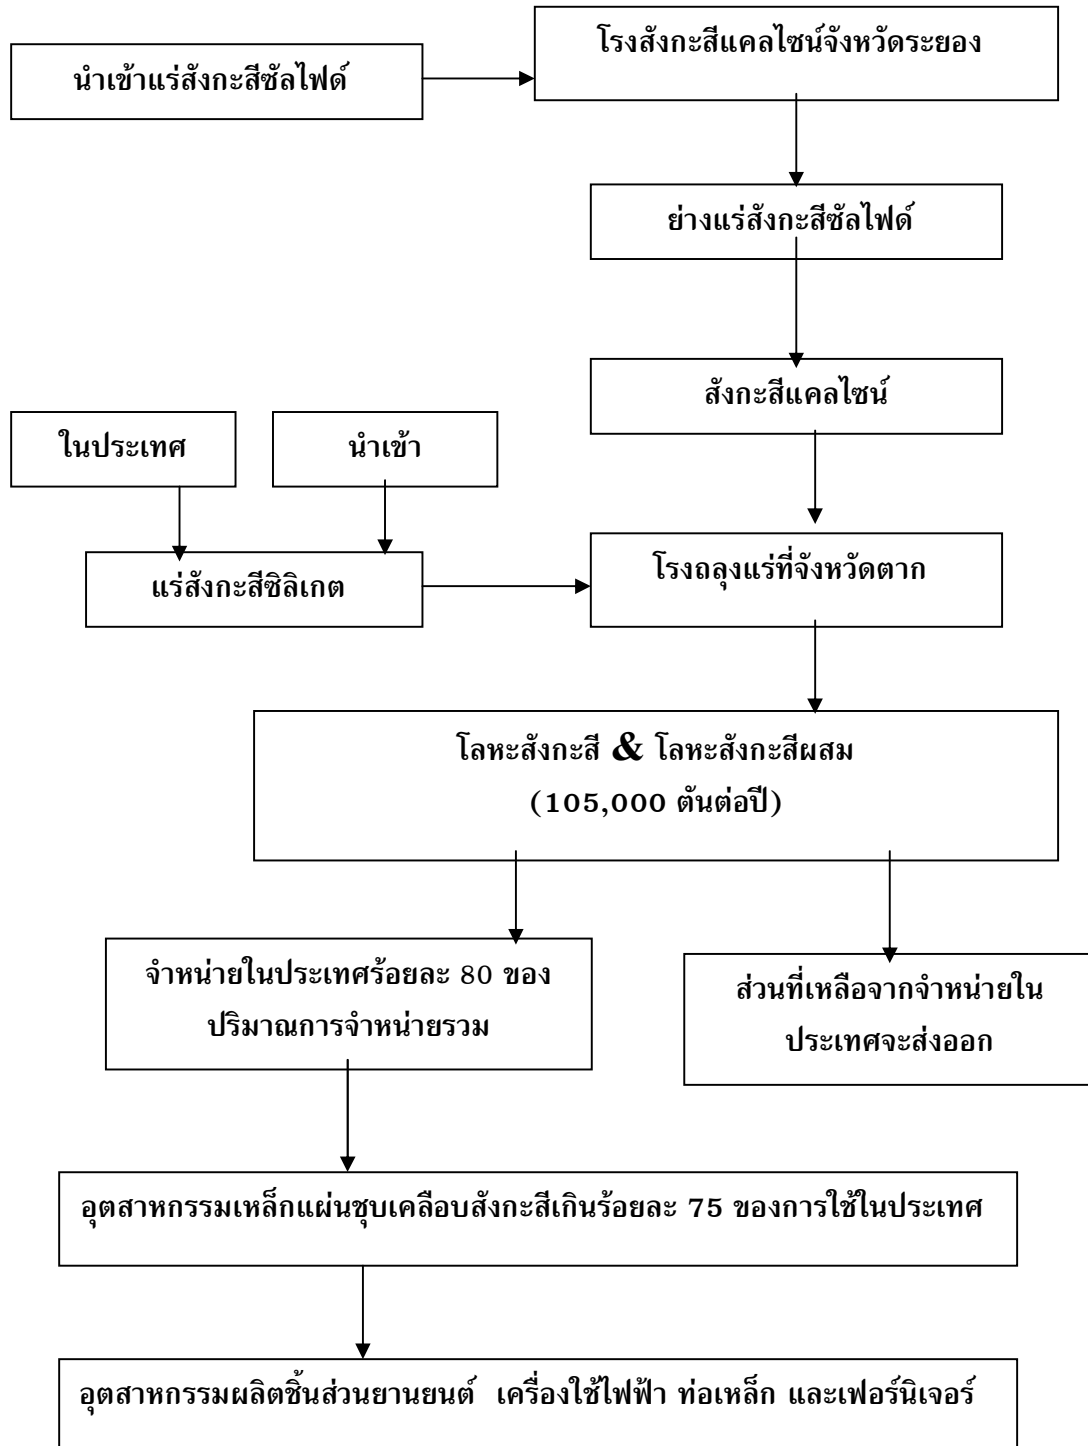 โรงสังกะสีแคลไซน์จังหวัดระยอง
นำเข้าแร่สังกะสีซัลไฟด์
ย่างแร่สังกะสีซัลไฟด์
สังกะสีแคลไซน์
ในประเทศ
นำเข้า
โรงถลุงแร่ที่จังหวัดตาก
แร่สังกะสีซิลิเกต
โลหะสังกะสี & โลหะสังกะสีผสม
(105,000 ตันต่อปี)
จำหน่ายในประเทศร้อยละ 80 ของ
ปริมาณการจำหน่ายรวม
ส่วนที่เหลือจากจำหน่ายใน
ประเทศจะส่งออก
อุตสาหกรรมเหล็กแผ่นชุบเคลือบสังกะสีเกินร้อยละ 75 ของการใช้ในประเทศ
อุตสาหกรรมผลิตชิ้นส่วนยานยนต์ เครื่องใช้ไฟฟ้า ท่อเหล็ก และเฟอร์นิเจอร์